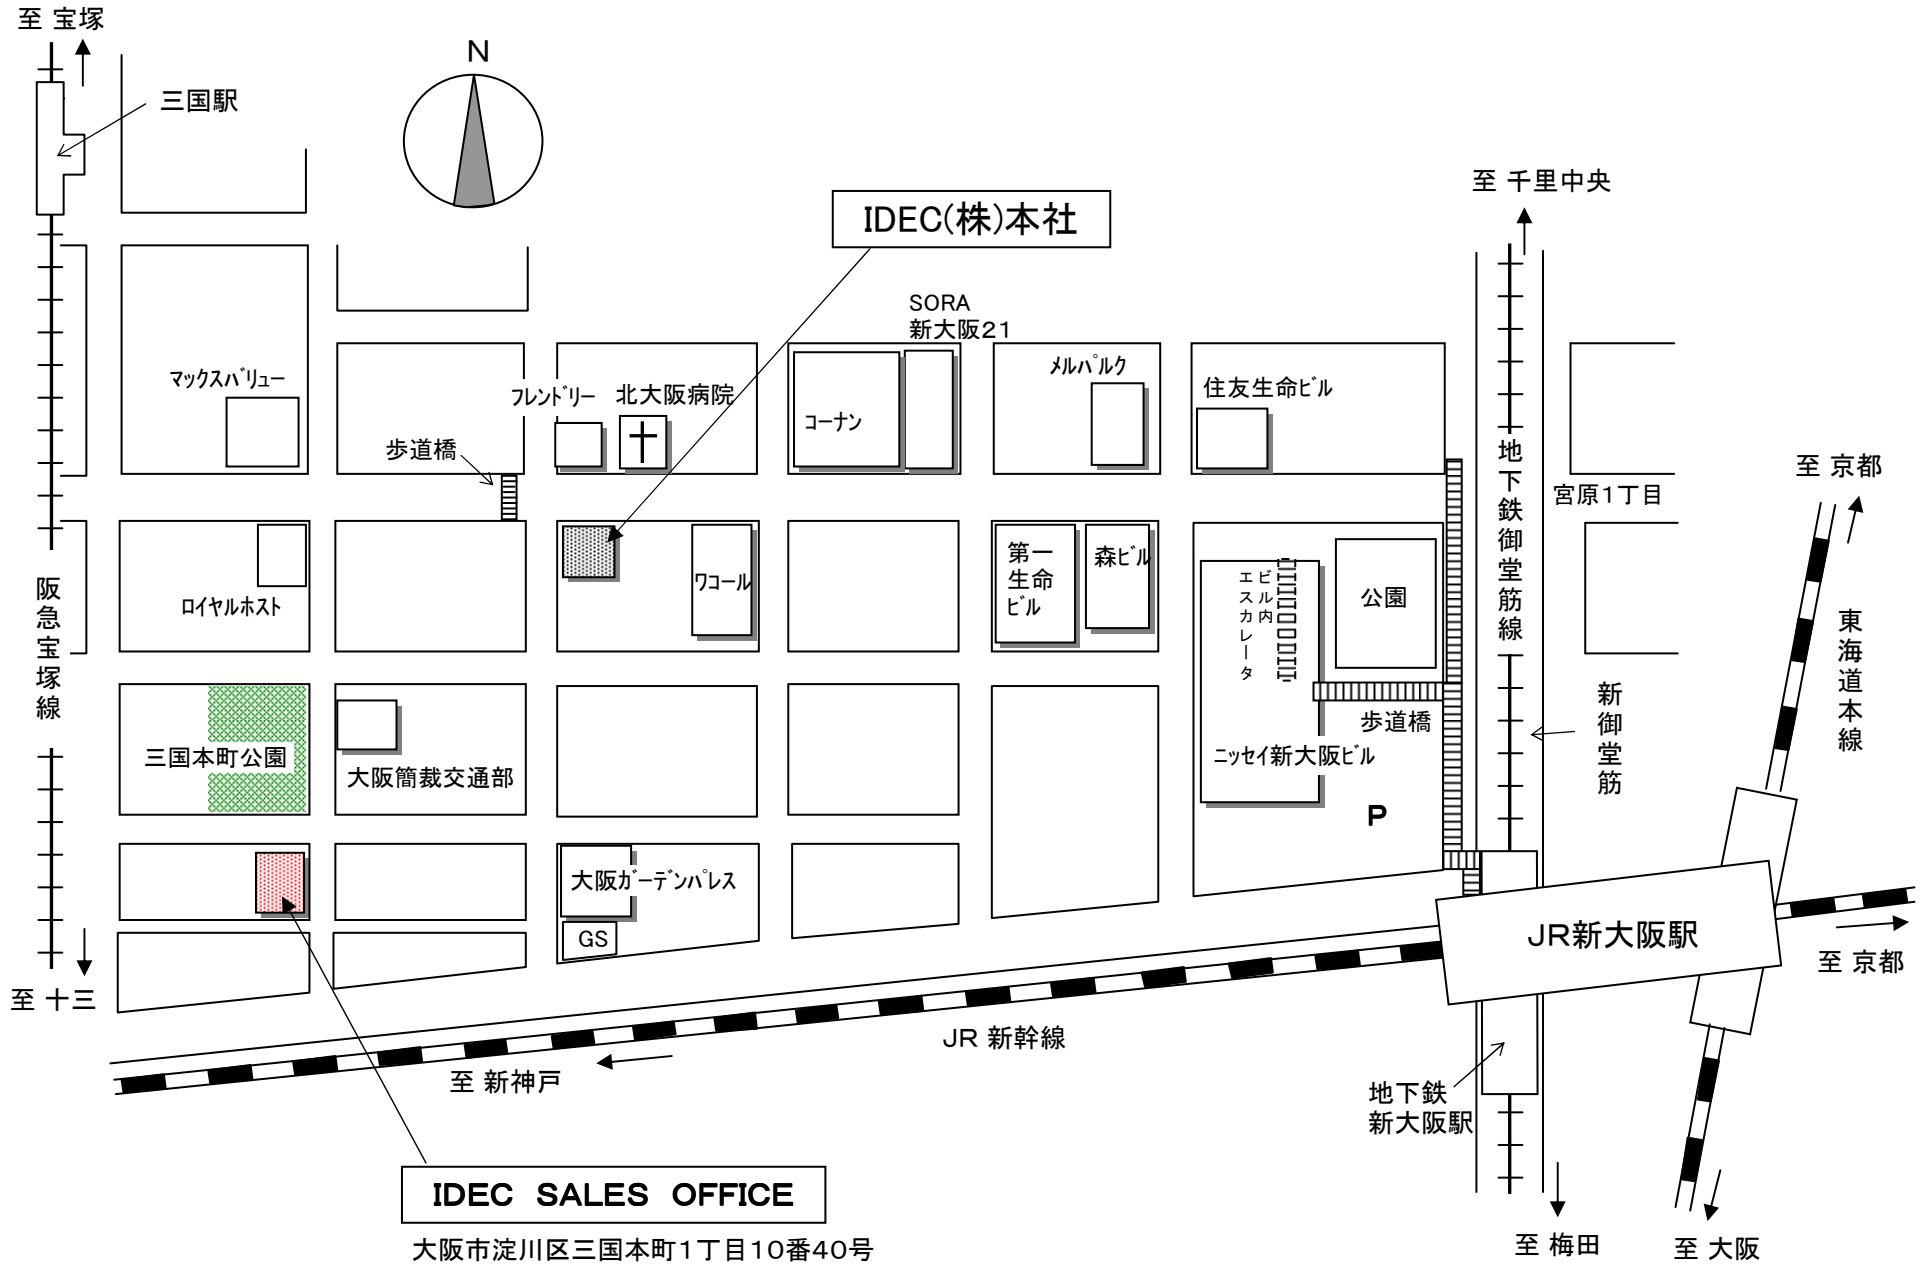 至 宝塚
N
三国駅
至 千里中央
IDEC(株)本社
SORA
新大阪21
マックスバリュー
フレンドリー
北大阪病院
コーナン
メルパルク
住友生命ビル
歩道橋
地下鉄御堂筋線
至 京都
宮原1丁目
阪急宝塚線
ロイヤルホスト
ワコール
第一
生命
ビル
森ビル
ビル内
エスカレータ
公園
東海道本線
三国本町公園
大阪簡裁交通部
歩道橋
ニッセイ新大阪ビル
新御堂筋
P
大阪ガーデンパレス
GS
JR新大阪駅
至 京都
至 十三
JR 新幹線
至 新神戸
地下鉄
新大阪駅
IDEC SALES OFFICE
大阪市淀川区三国本町1丁目10番40号
至 梅田
至 大阪